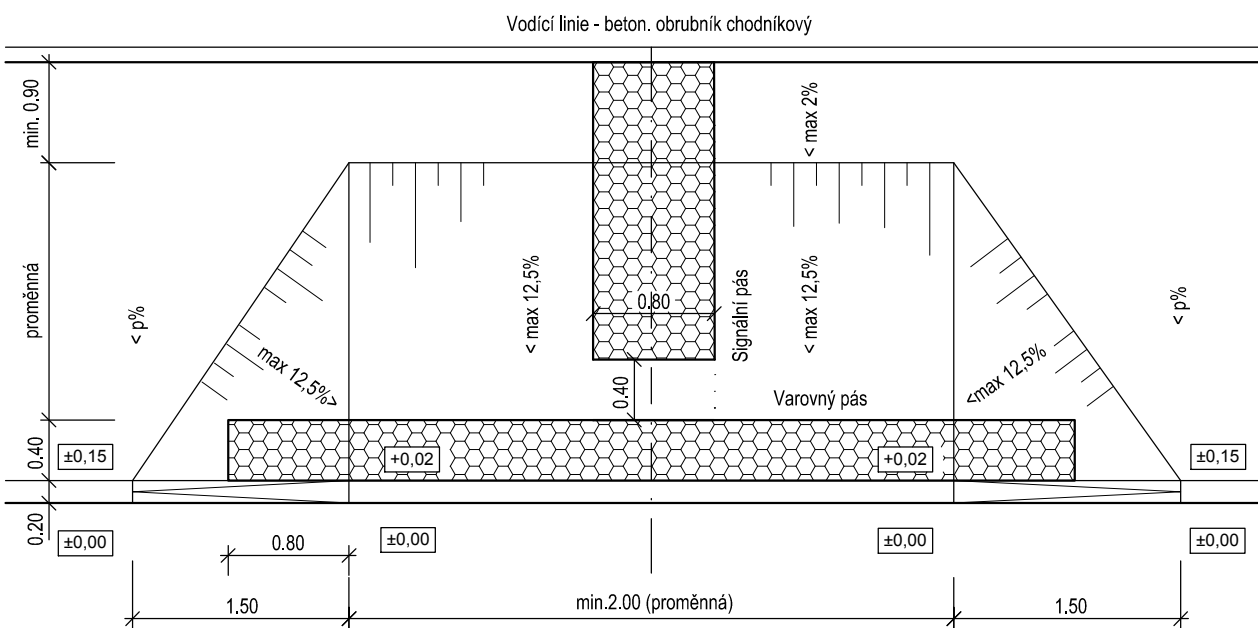 Vodící linie - beton. obrubník chodníkový
min. 0.90
< max 2%
proměnná
< p%
max 12,5%>
< max 12,5%
0.80
Signální pás
< max 12,5%
<max 12,5%
< p%
0.40
Varovný pás
0.40
±0,15
+0,02
+0,02
±0,15
0.20
±0,00
0.80
±0,00
±0,00
±0,00
1.50
min.2.00 (proměnná)
1.50